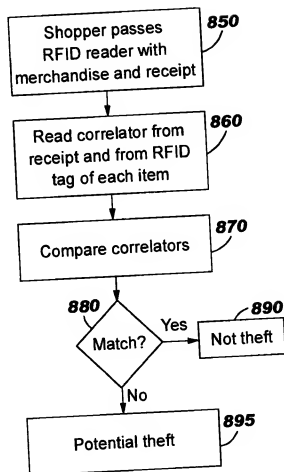 Shopper passes
RFID reader with
merchandise and receipt
850
Read correlator from
receipt and from RFID
tag of each item
860
Compare correlators
870
880
Match?
Yes
890
Not theft
No
Potential theft
895